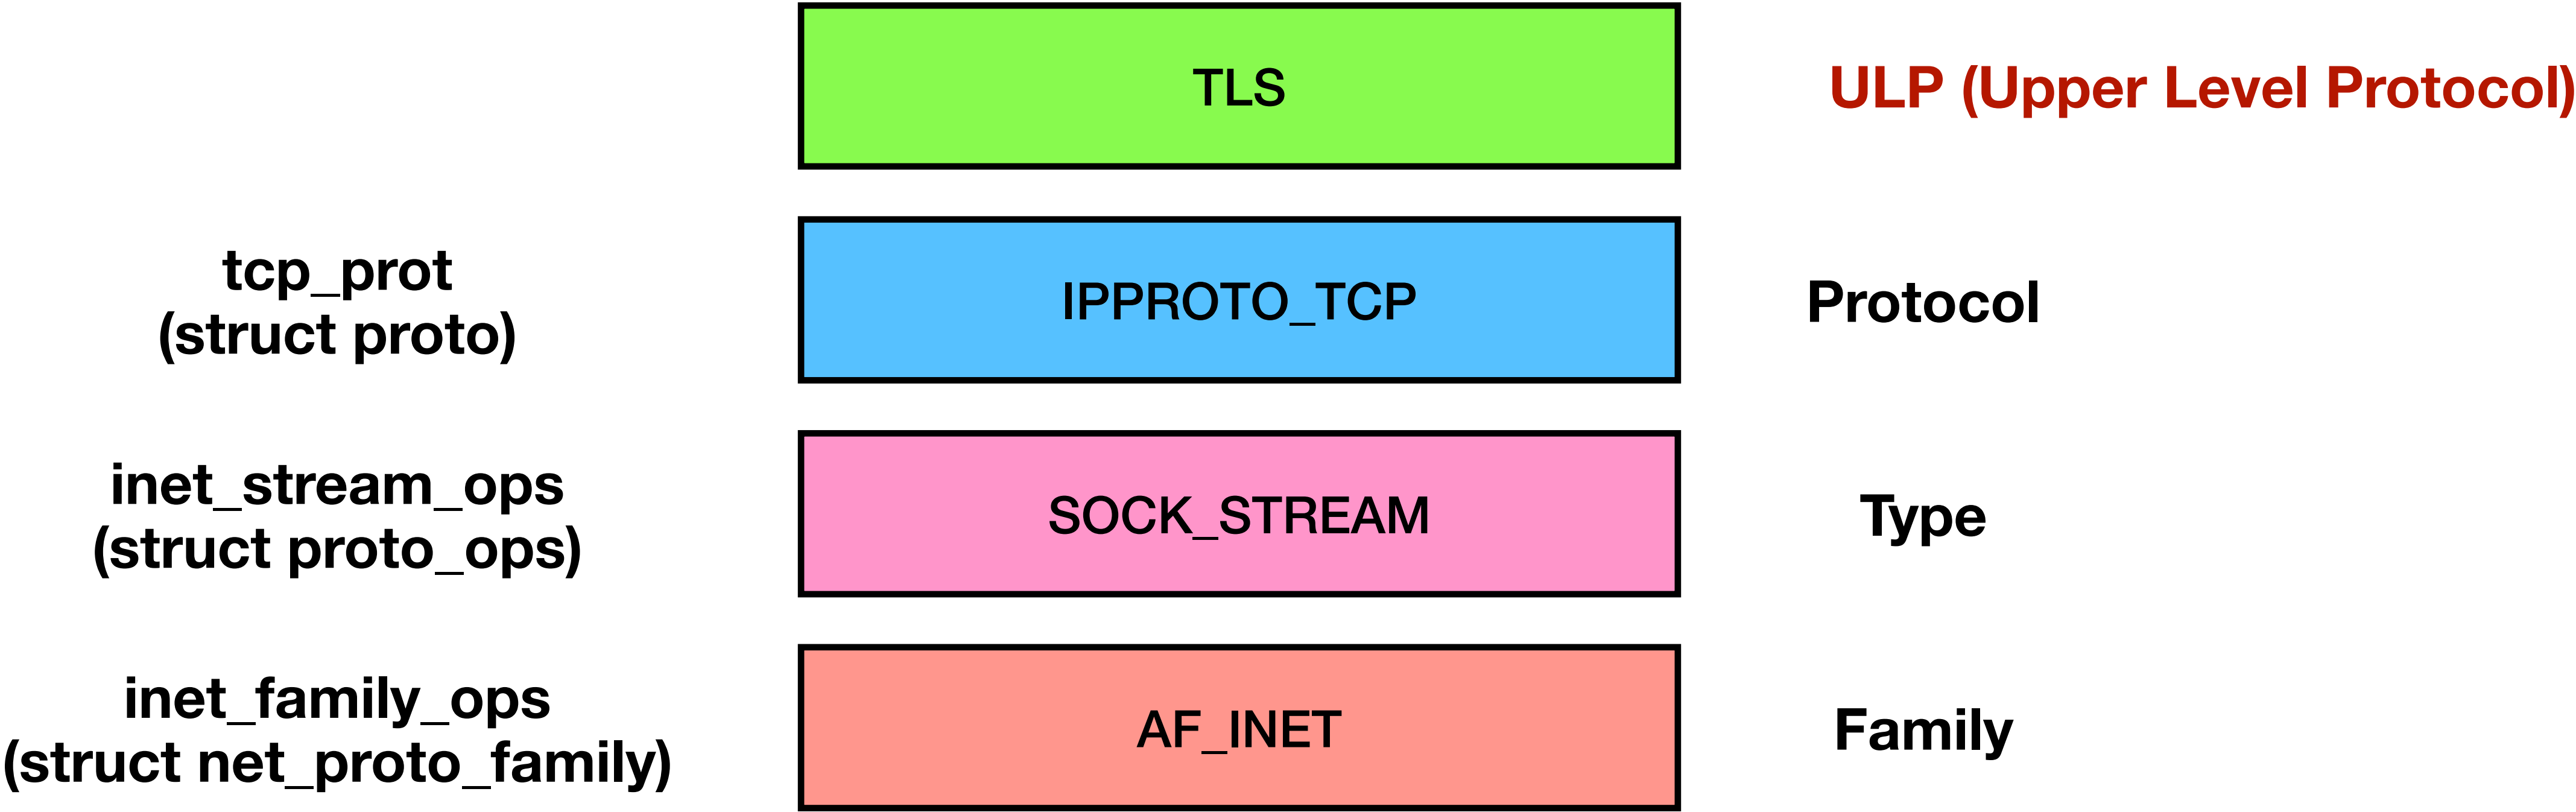 TLS
ULP (Upper Level Protocol)
tcp_prot
(struct proto)
IPPROTO_TCP
Protocol
inet_stream_ops
(struct proto_ops)
SOCK_STREAM
Type
inet_family_ops
(struct net_proto_family)
AF_INET
Family